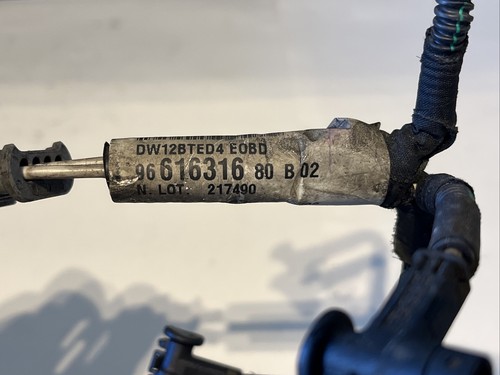 DW12BTED4 EOBD
96 616316 80 B 02
N. LOT. 217490